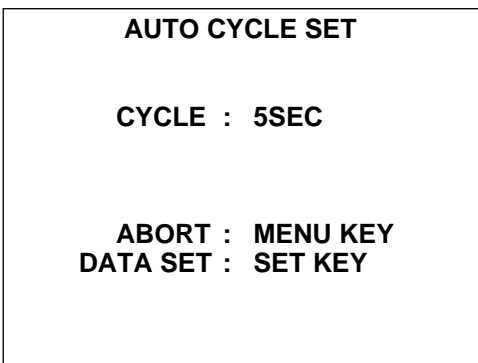 AUTO CYCLE SET
CYCLE : 5SEC
ABORT : MENU KEY
DATA SET : SET KEY